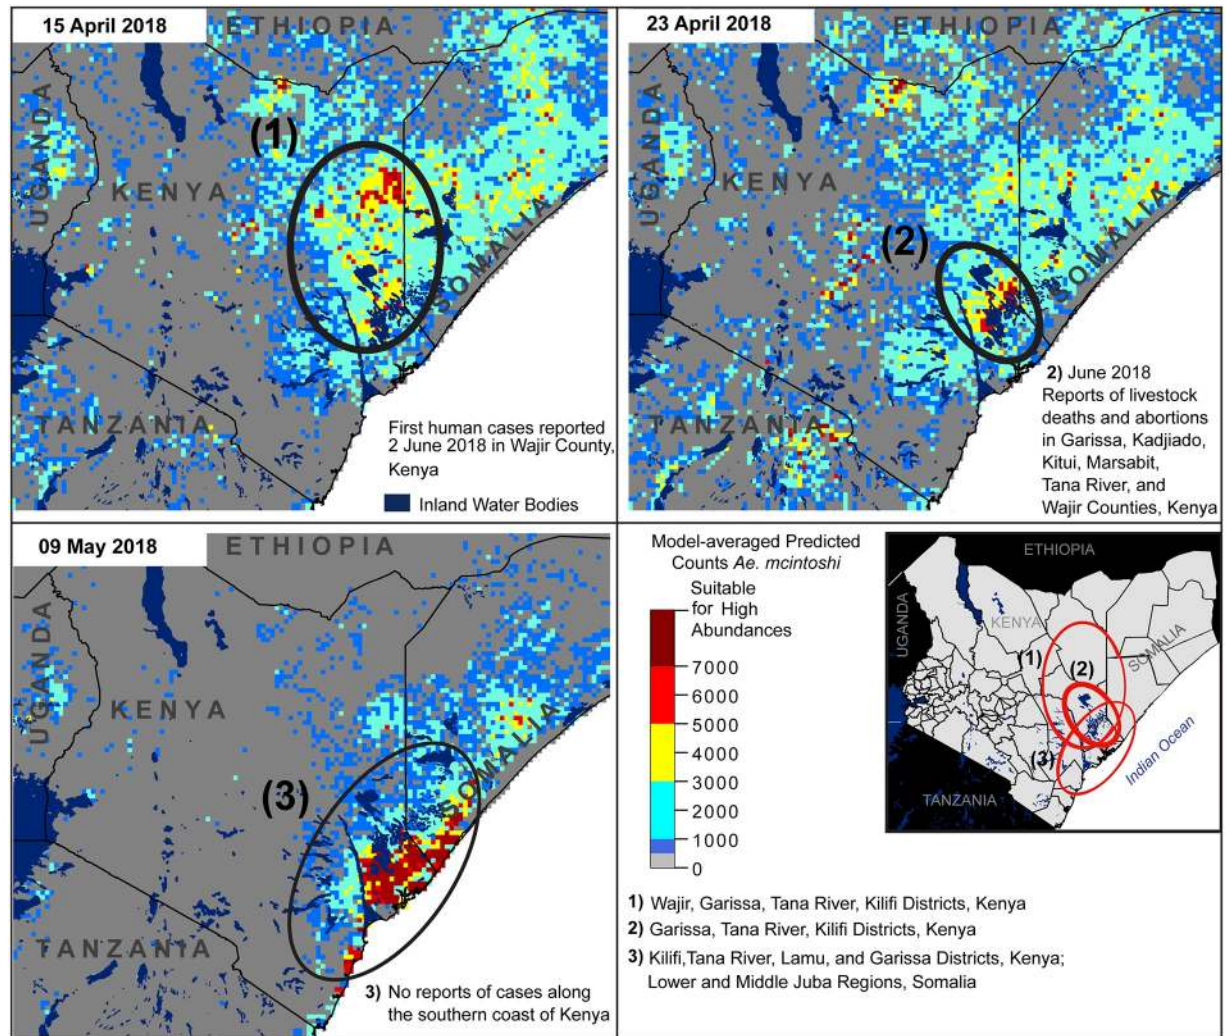 15 April 2018
ETHIOPIA
(1)
UGANDA
KENYA
SOMALIA
TANZANIA
First human cases reported
2 June 2018 in Wajir County,
Kenya
Inland Water Bodies
23 April 2018
ETHIOPIA
UGANDA
KENYA
(2)
SOMALIA
TANZANIA
2) June 2018
Reports of livestock
deaths and abortions
in Garissa, Kadjiado,
Kitui, Marsabit,
Tana River, and
Wajir Counties, Kenya
09 May 2018
ETHIOPIA
UGANDA
KENYA
SOMALIA
(3)
TANZANIA
3) No reports of cases along
the southern coast of Kenya
Model-averaged Predicted
Counts Ae. mcintoshi
Suitable
for High
Abundances
7000
6000
5000
4000
3000
2000
1000
0
ETHIOPIA
UGANDA
KENYA
SOMALIA
(1)
(2)
(3)
Indian Ocean
TANZANIA
1) Wajir, Garissa, Tana River, Kilifi Districts, Kenya
2) Garissa, Tana River, Kilifi Districts, Kenya
3) Kilifi,Tana River, Lamu, and Garissa Districts, Kenya;
Lower and Middle Juba Regions, Somalia